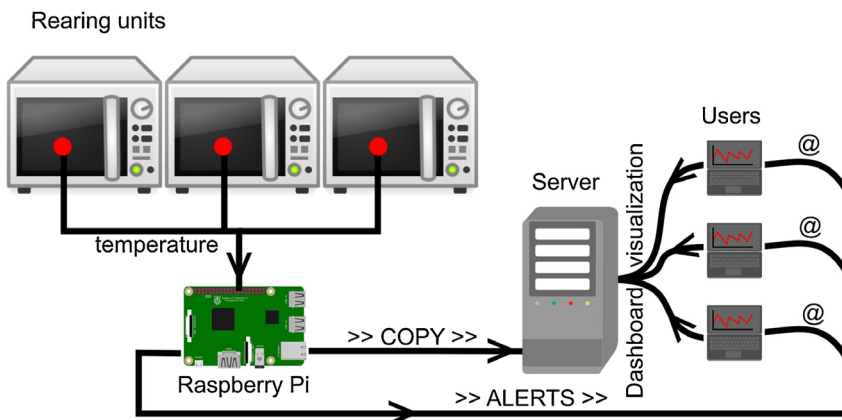 Rearing units
Users
@
Server
Dashboard
visualization
temperature
@
@
>> COPY >>
Raspberry Pi
>> ALERTS >>